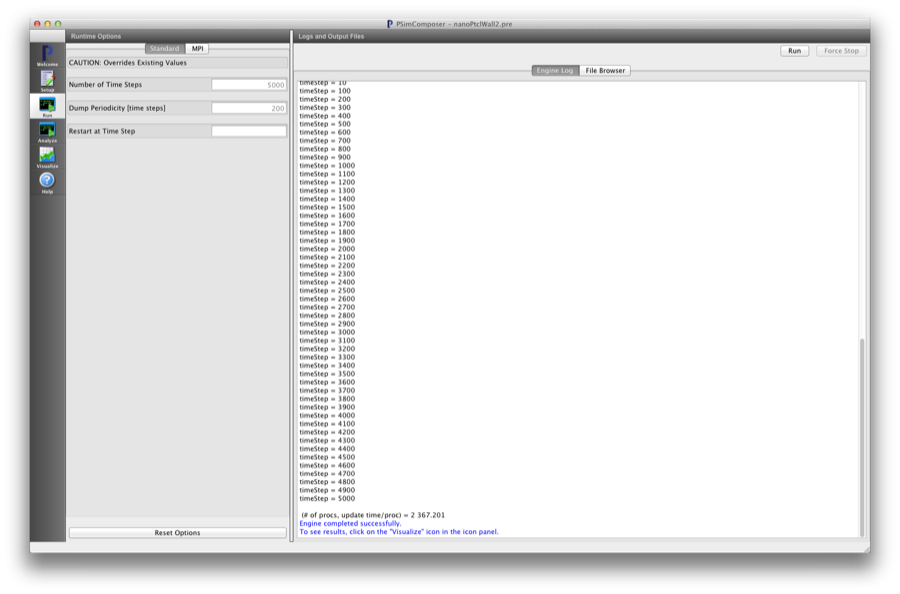 PSimComposer - nanoPtclWall2.pre
Runtime Options
Logs and Output Files
Welcome
Setup
Run
Analyze
Visualize
Help
Standard
MPI
CAUTION: Overrides Existing Values
Number of Time Steps
5000
Dump Periodicity [time steps]
200
Restart at Time Step
Reset Options
Run
Force Stop
Engine Log
File Browser
timeStep = 10
timeStep = 100
timeStep = 200
timeStep = 300
timeStep = 400
timeStep = 500
timeStep = 600
timeStep = 700
timeStep = 800
timeStep = 900
timeStep = 1000
timeStep = 1100
timeStep = 1200
timeStep = 1300
timeStep = 1400
timeStep = 1500
timeStep = 1600
timeStep = 1700
timeStep = 1800
timeStep = 1900
timeStep = 2000
timeStep = 2100
timeStep = 2200
timeStep = 2300
timeStep = 2400
timeStep = 2500
timeStep = 2600
timeStep = 2700
timeStep = 2800
timeStep = 2900
timeStep = 3000
timeStep = 3100
timeStep = 3200
timeStep = 3300
timeStep = 3400
timeStep = 3500
timeStep = 3600
timeStep = 3700
timeStep = 3800
timeStep = 3900
timeStep = 4000
timeStep = 4100
timeStep = 4200
timeStep = 4300
timeStep = 4400
timeStep = 4500
timeStep = 4600
timeStep = 4700
timeStep = 4800
timeStep = 4900
timeStep = 5000
(# of procs, update time/proc) = 2 367.201
Engine completed successfully.
To see results, click on the "Visualize" icon in the icon panel.